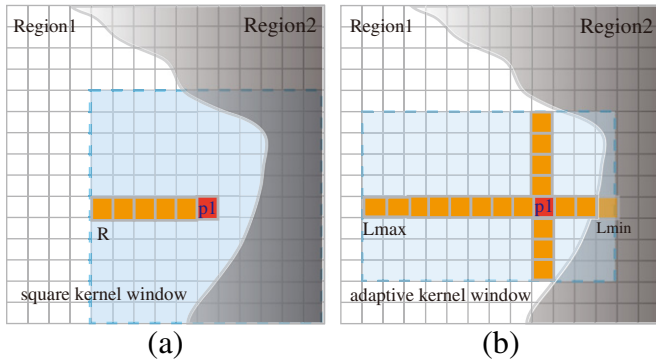 Region1
Region2
p1
R
square kernel window
(a)
Region1
Region2
p1
Lmax
Lmin
adaptive kernel window
(b)